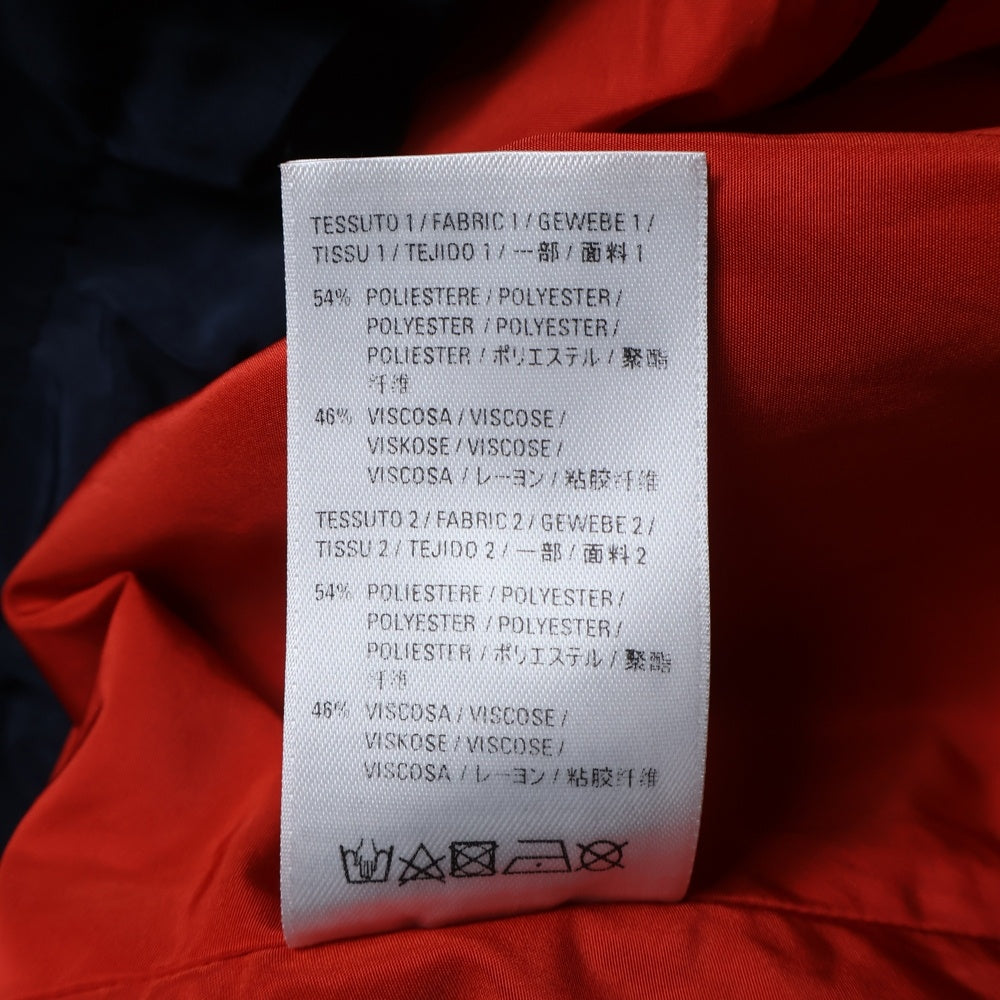 TESSUTO 1 / FABRIC 1 / GEWEBE 1 /
TISSU 1 / TEJIDO 1 / 一部 / 面料 1
54% POLIESTERE / POLYESTER /
POLYESTER / POLYESTER /
POLIESTER / ポリエステル / 聚酯
纤维
46% VISCOSA / VISCOSE /
VISKOSE / VISCOSE /
VISCOSA / レーヨン / 粘胶纤维
TESSUTO 2 / FABRIC 2 / GEWEBE 2 /
TISSU 2 / TEJIDO 2 / 一部 / 面料 2
54% POLIESTERE / POLYESTER /
POLYESTER / POLYESTER /
POLIESTER / ポリエステル / 聚酯
纤维
46% VISCOSA / VISCOSE /
VISKOSE / VISCOSE /
VISCOSA / レーヨン / 粘胶纤维